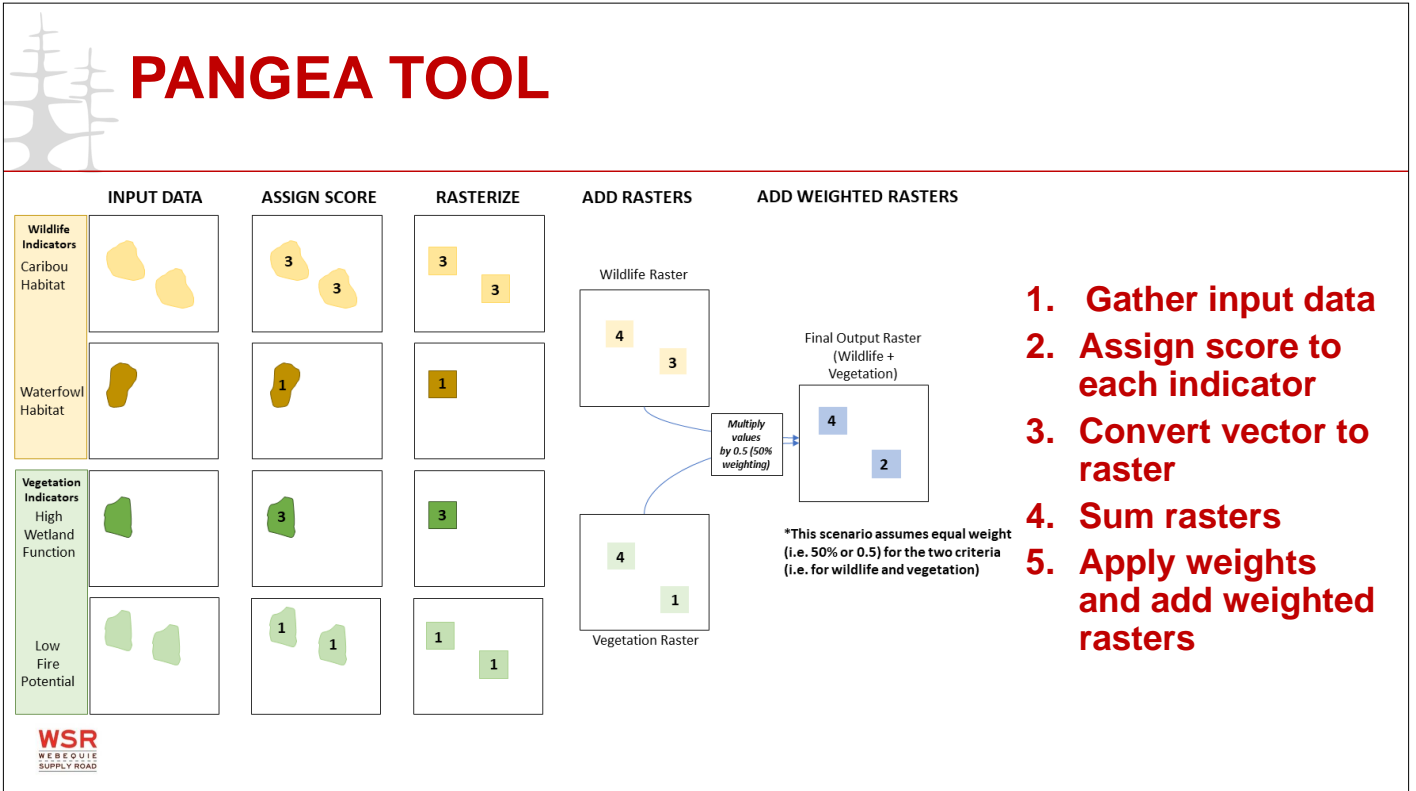 PANGEA TOOL
INPUT DATA
ASSIGN SCORE
RASTERIZE
ADD RASTERS
ADD WEIGHTED RASTERS
Wildlife
Indicators
Caribou
Habitat
3
3
3
3
Waterfowl
Habitat
1
1
Vegetation
Indicators
High
Wetland
Function
3
3
Low
Fire
Potential
1
1
1
1
Wildlife Raster
4
3
Multiply
values
by 0.5 (50%
weighting)
4
1
Vegetation Raster
Final Output Raster
(Wildlife +
Vegetation)
4
2
*This scenario assumes equal weight
(i.e. 50% or 0.5) for the two criteria
(i.e. for wildlife and vegetation)
1. Gather input data
2. Assign score to
each indicator
3. Convert vector to
raster
4. Sum rasters
5. Apply weights
and add weighted
rasters
WSR
WEBEQUIE
SUPPLY ROAD